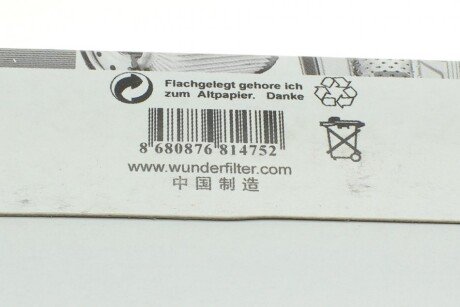 Flachgelegt gehore ich
zum Altpapier. Danke
8 680876 814752
www.wunderfilter.com
中国制造